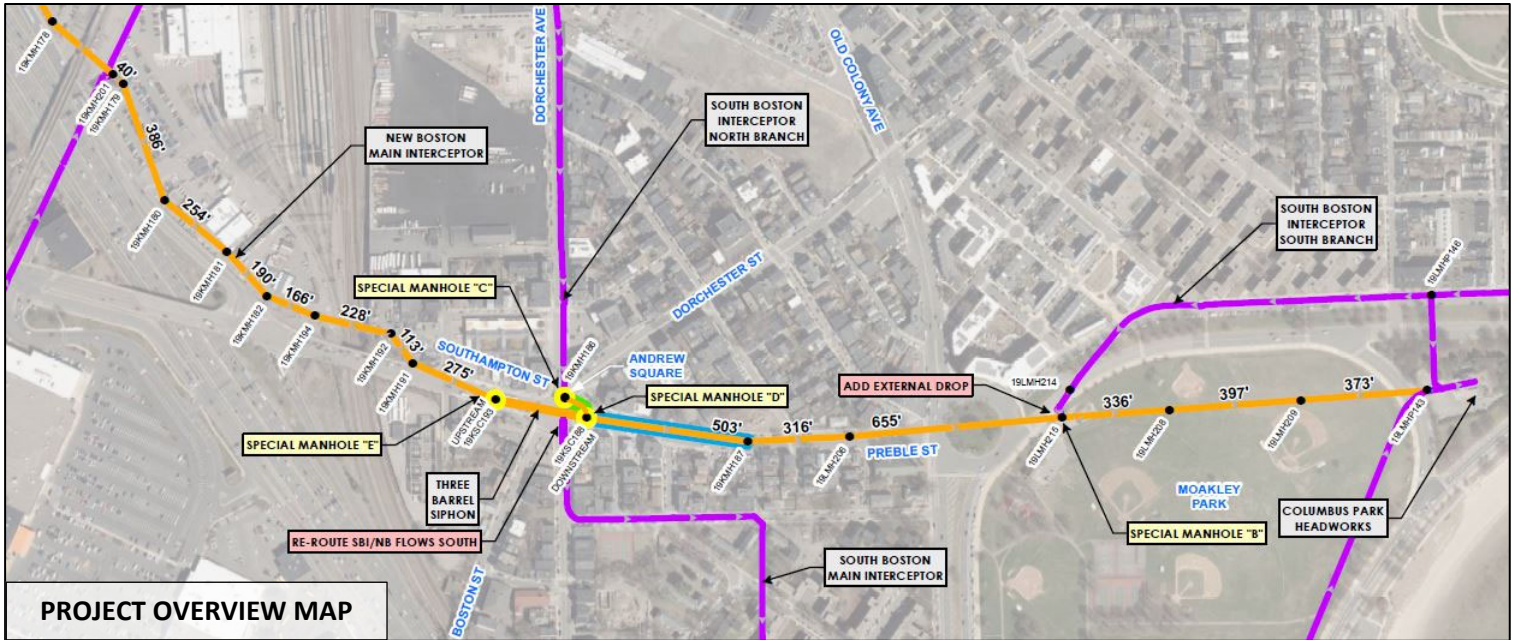 19KMH178
40'
19KMH201
19KMH179
386'
19KMH180
254'
19KMH181
190'
19KMH182
166'
19KMH194
228'
19KMH192
113'
19KMH191
275'
NEW BOSTON
MAIN INTERCEPTOR
DORCHESTER AVE
SOUTH BOSTON
INTERCEPTOR
NORTH BRANCH
OLD COLONY AVE
DORCHESTER ST
SPECIAL MANHOLE "C"
SOUTHAMPTON ST
19KMH186
ANDREW
SQUARE
SPECIAL MANHOLE "D"
SPECIAL MANHOLE "E"
UPSTREAM
19KSC193
19KSC188
DOWNSTREAM
THREE
BARREL
SIPHON
RE-ROUTE SBI/NB FLOWS SOUTH
BOSTON ST
503'
19KMH187
316'
19LMH206
655'
PREBLE ST
SOUTH BOSTON
MAIN INTERCEPTOR
ADD EXTERNAL DROP
19LMH214
19LMH215
336'
19LMH208
397'
19LMH209
373'
19LMHP143
SPECIAL MANHOLE "B"
MOAKLEY
PARK
SOUTH BOSTON
INTERCEPTOR
SOUTH BRANCH
19LMHP146
COLUMBUS PARK
HEADWORKS
PROJECT OVERVIEW MAP